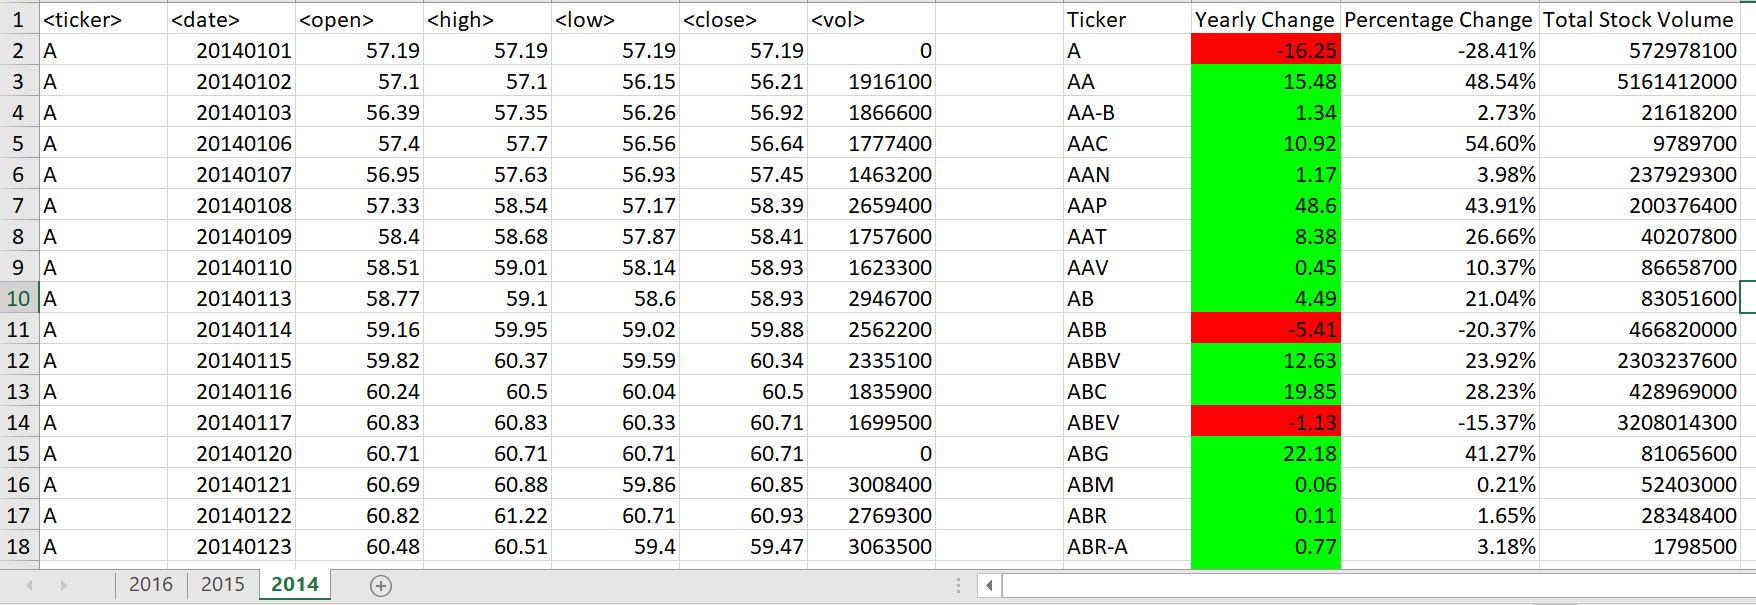 1 <ticker> <date> <open> <high> <low> <close> <vol> Ticker Yearly Change Percentage Change Total Stock Volume
2 A 20140101 57.19 57.19 57.19 57.19 0 A -16.25 -28.41% 572978100
3 A 20140102 57.1 57.1 56.15 56.21 1916100 AA 15.48 48.54% 5161412000
4 A 20140103 56.39 57.35 56.26 56.92 1866600 AA-B 1.34 2.73% 21618200
5 A 20140106 57.4 57.7 56.56 56.64 1777400 AAC 10.92 54.60% 9789700
6 A 20140107 56.95 57.63 56.93 57.45 1463200 AAN 1.17 3.98% 237929300
7 A 20140108 57.33 58.54 57.17 58.39 2659400 AAP 48.6 43.91% 200376400
8 A 20140109 58.4 58.68 57.87 58.41 1757600 AAT 8.38 26.66% 40207800
9 A 20140110 58.51 59.01 58.14 58.93 1623300 AAV 0.45 10.37% 86658700
10 A 20140113 58.77 59.1 58.6 58.93 2946700 AB 4.49 21.04% 83051600
11 A 20140114 59.16 59.95 59.02 59.88 2562200 ABB -5.41 -20.37% 466820000
12 A 20140115 59.82 60.37 59.59 60.34 2335100 ABBV 12.63 23.92% 2303237600
13 A 20140116 60.24 60.5 60.04 60.5 1835900 ABC 19.85 28.23% 428969000
14 A 20140117 60.83 60.83 60.33 60.71 1699500 ABEV -1.13 -15.37% 3208014300
15 A 20140120 60.71 60.71 60.71 60.71 0 ABG 22.18 41.27% 81065600
16 A 20140121 60.69 60.88 59.86 60.85 3008400 ABM 0.06 0.21% 52403000
17 A 20140122 60.82 61.22 60.71 60.93 2769300 ABR 0.11 1.65% 28348400
18 A 20140123 60.48 60.51 59.4 59.47 3063500 ABR-A 0.77 3.18% 1798500
2016 2015 2014